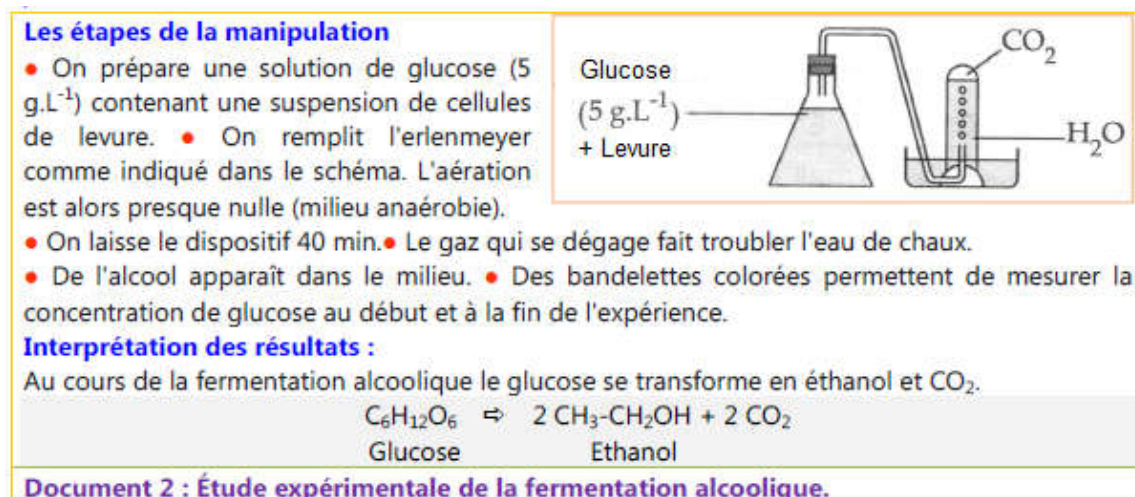 Les étapes de la manipulation
● On prépare une solution de glucose (5
g.L⁻¹) contenant une suspension de cellules
de levure. ● On remplit l'erlenmeyer
comme indiqué dans le schéma. L'aération
est alors presque nulle (milieu anaérobie).
Glucose
(5 g.L⁻¹)
+ Levure
CO₂
H₂O
● On laisse le dispositif 40 min.● Le gaz qui se dégage fait troubler l'eau de chaux.
● De l'alcool apparaît dans le milieu. ● Des bandelettes colorées permettent de mesurer la
concentration de glucose au début et à la fin de l'expérience.
Interprétation des résultats :
Au cours de la fermentation alcoolique le glucose se transforme en éthanol et CO₂.
C₆H₁₂O₆ ⇨ 2 CH₃-CH₂OH + 2 CO₂
Glucose Ethanol
Document 2 : Étude expérimentale de la fermentation alcoolique.